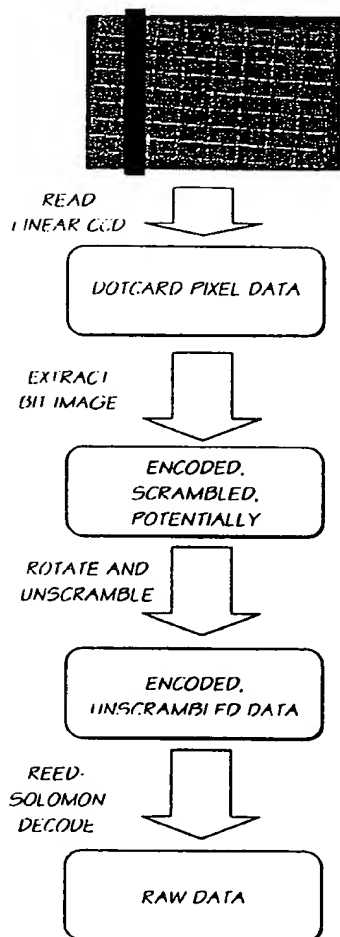 READ
LINEAR CCD
DOTCARD PIXEL DATA
EXTRACT
BIT IMAGE
ENCODED,
SCRAMBLED,
POTENTIALLY
ROTATE AND
UNSCRAMBLE
ENCODED,
UNSCRAMBLED DATA
REED-
SOLOMON
DECODE
RAW DATA